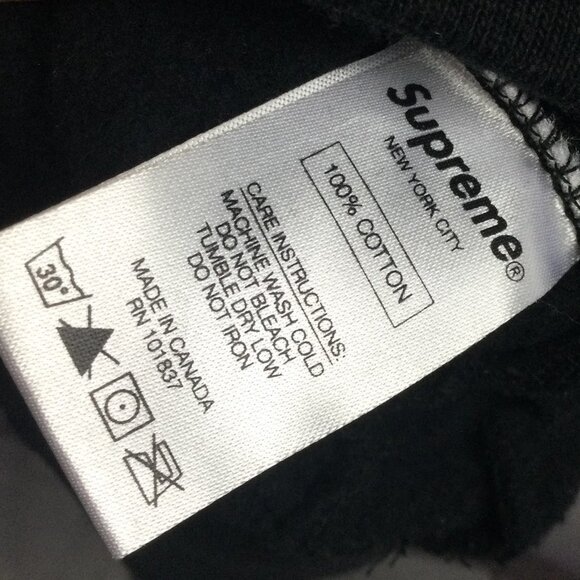 Supreme®
NEW YORK CITY
100% COTTON
CARE INSTRUCTIONS:
MACHINE WASH COLD
DO NOT BLEACH
TUMBLE DRY LOW
DO NOT IRON
MADE IN CANADA
RN 101837
30°